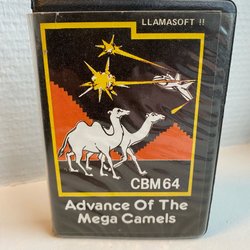 LLAMASOFT !!
CBM 64
Advance Of The
Mega Camels